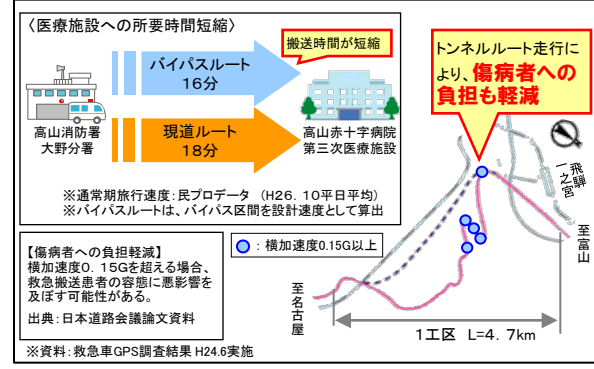 〈医療施設への所要時間短縮〉
バイパスルート
16分
搬送時間が短縮
現道ルート
18分
高山消防署
大野分署
高山赤十字病院
第三次医療施設
※通常期旅行速度：民プロデータ （H26．10平日平均）
※バイパスルートは、バイパス区間を設計速度として算出
トンネルルート走行に
より、傷病者への
負担も軽減
飛騨一之宮
至富山
【傷病者への負担軽減】
横加速度0．15Gを超える場合、
救急搬送患者の容態に悪影響を
及ぼす可能性がある。
出典：日本道路会議論文資料
：横加速度0.15G以上
至名古屋
1工区 L=4．7km
※資料：救急車GPS調査結果 H24.6実施